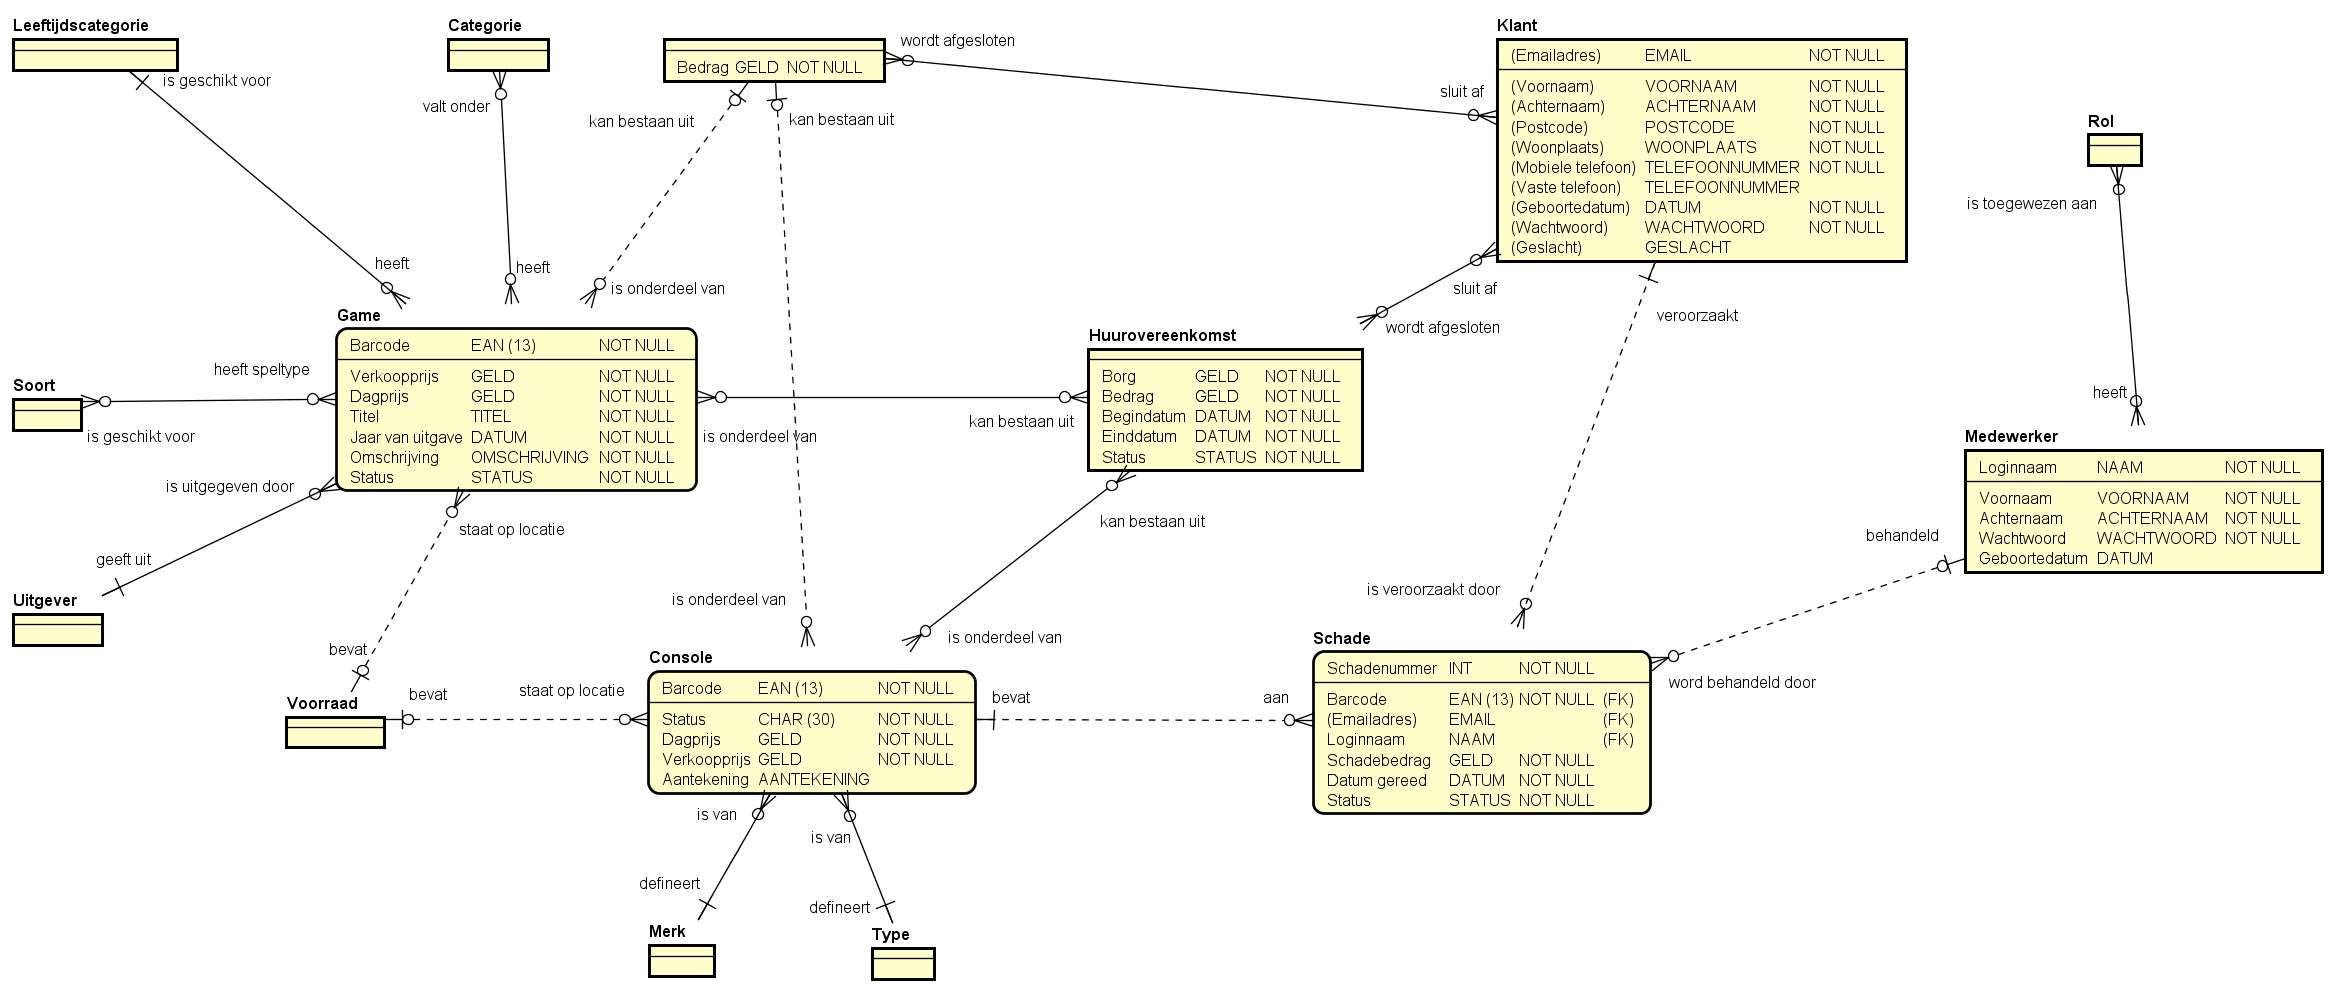 Leeftijdscategorie
is geschikt voor
heeft
Categorie
valt onder
heeft
Bedrag GELD NOT NULL
wordt afgesloten
sluit af
kan bestaan uit
kan bestaan uit
is onderdeel van
is onderdeel van
Klant
(Emailadres) EMAIL NOT NULL
(Voornaam) VOORNAAM NOT NULL
(Achternaam) ACHTERNAAM NOT NULL
(Postcode) POSTCODE NOT NULL
(Woonplaats) WOONPLAATS NOT NULL
(Mobiele telefoon) TELEFOONNUMMER NOT NULL
(Vaste telefoon) TELEFOONNUMMER
(Geboortedatum) DATUM NOT NULL
(Wachtwoord) WACHTWOORD NOT NULL
(Geslacht) GESLACHT
sluit af
wordt afgesloten
veroorzaakt
is veroorzaakt door
Rol
is toegewezen aan
heeft
Game
Barcode EAN (13) NOT NULL
Verkoopprijs GELD NOT NULL
Dagprijs GELD NOT NULL
Titel TITEL NOT NULL
Jaar van uitgave DATUM NOT NULL
Omschrijving OMSCHRIJVING NOT NULL
Status STATUS NOT NULL
heeft speltype
Soort
is geschikt voor
is uitgegeven door
geeft uit
Uitgever
staat op locatie
bevat
Voorraad
bevat
staat op locatie
is onderdeel van
kan bestaan uit
Huurovereenkomst
Borg GELD NOT NULL
Bedrag GELD NOT NULL
Begindatum DATUM NOT NULL
Einddatum DATUM NOT NULL
Status STATUS NOT NULL
kan bestaan uit
is onderdeel van
Medewerker
Loginnaam NAAM NOT NULL
Voornaam VOORNAAM NOT NULL
Achternaam ACHTERNAAM NOT NULL
Wachtwoord WACHTWOORD NOT NULL
Geboortedatum DATUM
behandeld
word behandeld door
Console
Barcode EAN (13) NOT NULL
Status CHAR (30) NOT NULL
Dagprijs GELD NOT NULL
Verkoopprijs GELD NOT NULL
Aantekening AANTEKENING
bevat
aan
Schade
Schadenummer INT NOT NULL
Barcode EAN (13) NOT NULL (FK)
(Emailadres) EMAIL (FK)
Loginnaam NAAM (FK)
Schadebedrag GELD NOT NULL
Datum gereed DATUM NOT NULL
Status STATUS NOT NULL
is van
is van
defineert
defineert
Merk
Type